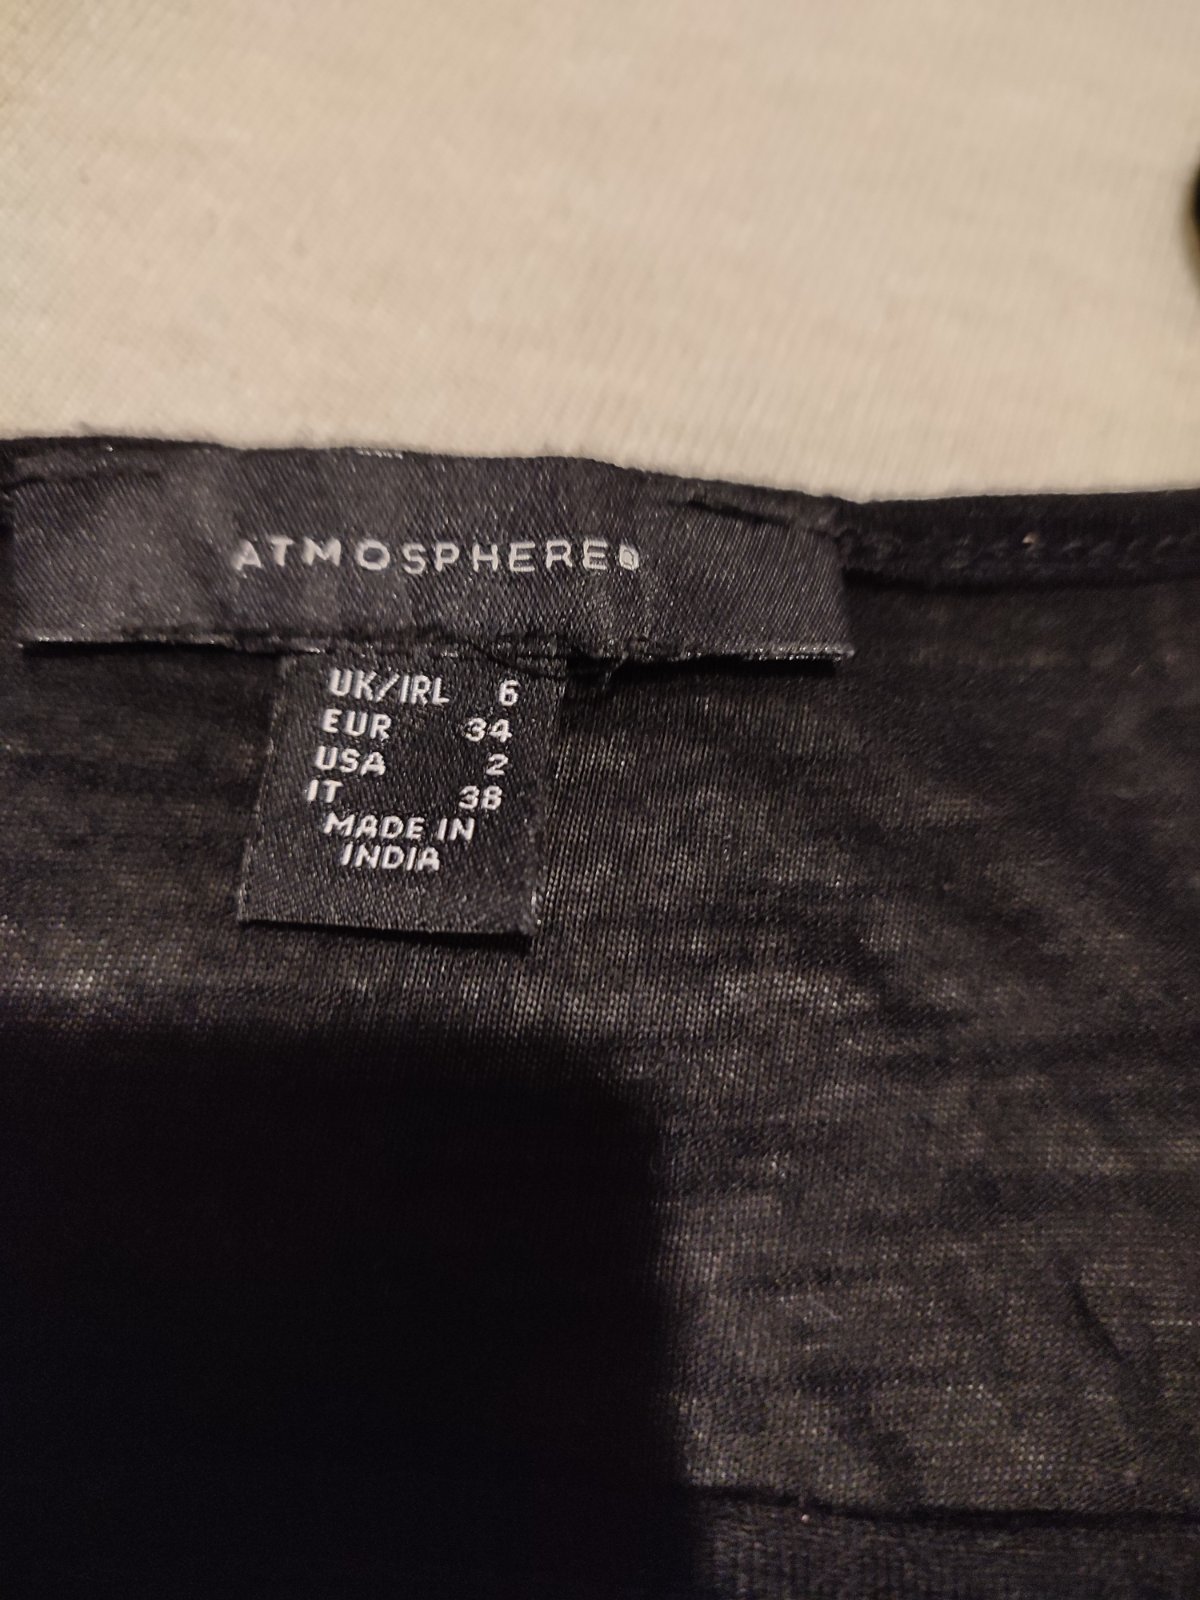 ATMOSPHERE®
UK/IRL 6
EUR 34
USA 2
IT 38
MADE IN
INDIA